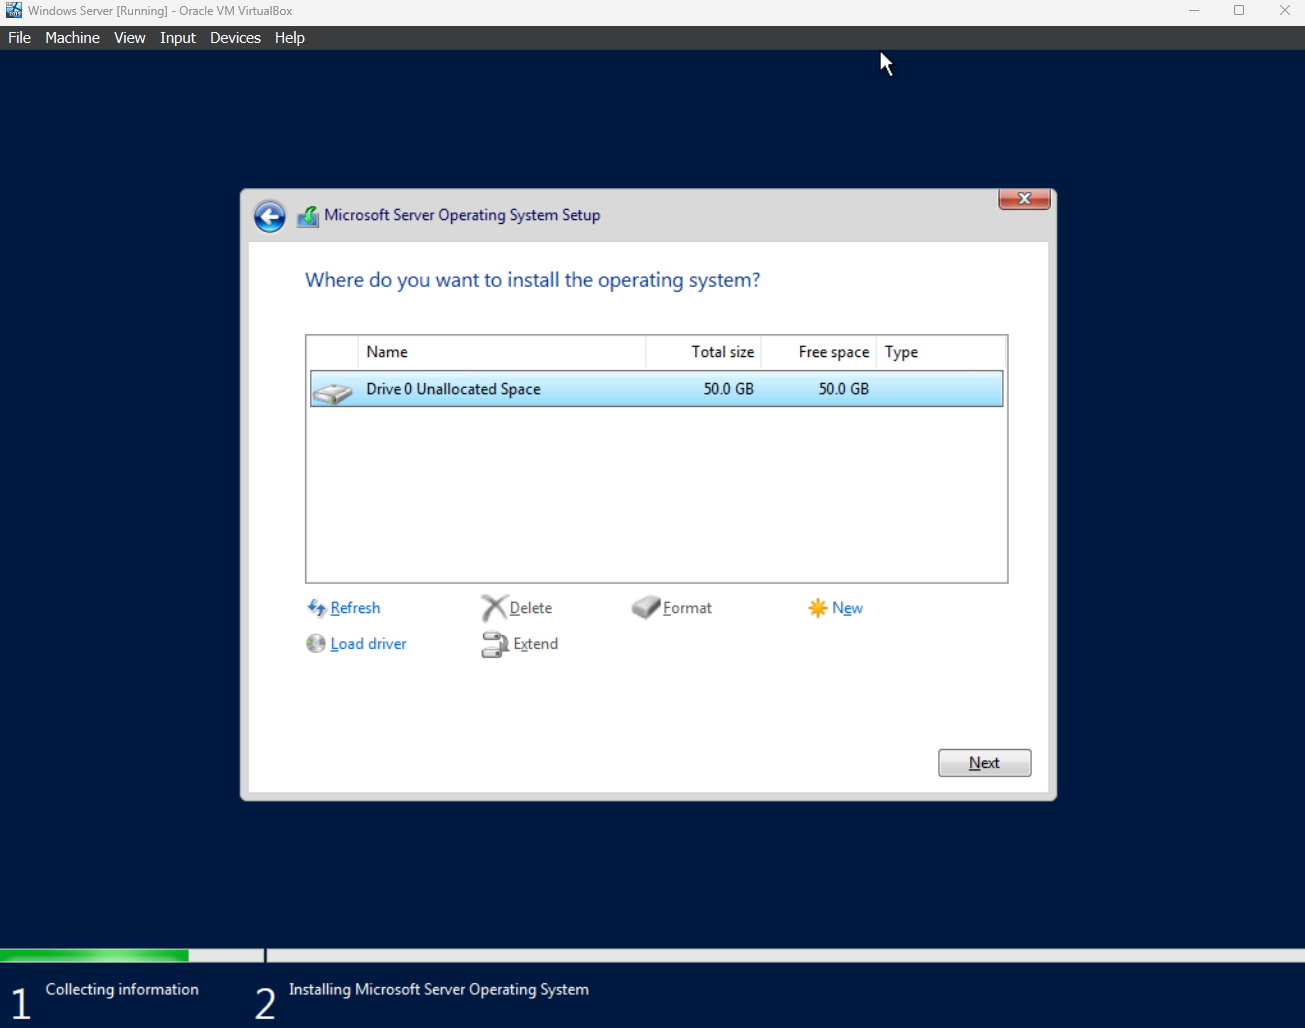 Windows Server [Running] - Oracle VM VirtualBox
File Machine View Input Devices Help
Microsoft Server Operating System Setup
Where do you want to install the operating system?
Name Total size Free space Type
Drive 0 Unallocated Space 50.0 GB 50.0 GB
Refresh Delete Format New
Load driver Extend
Next
1 Collecting information 2 Installing Microsoft Server Operating System